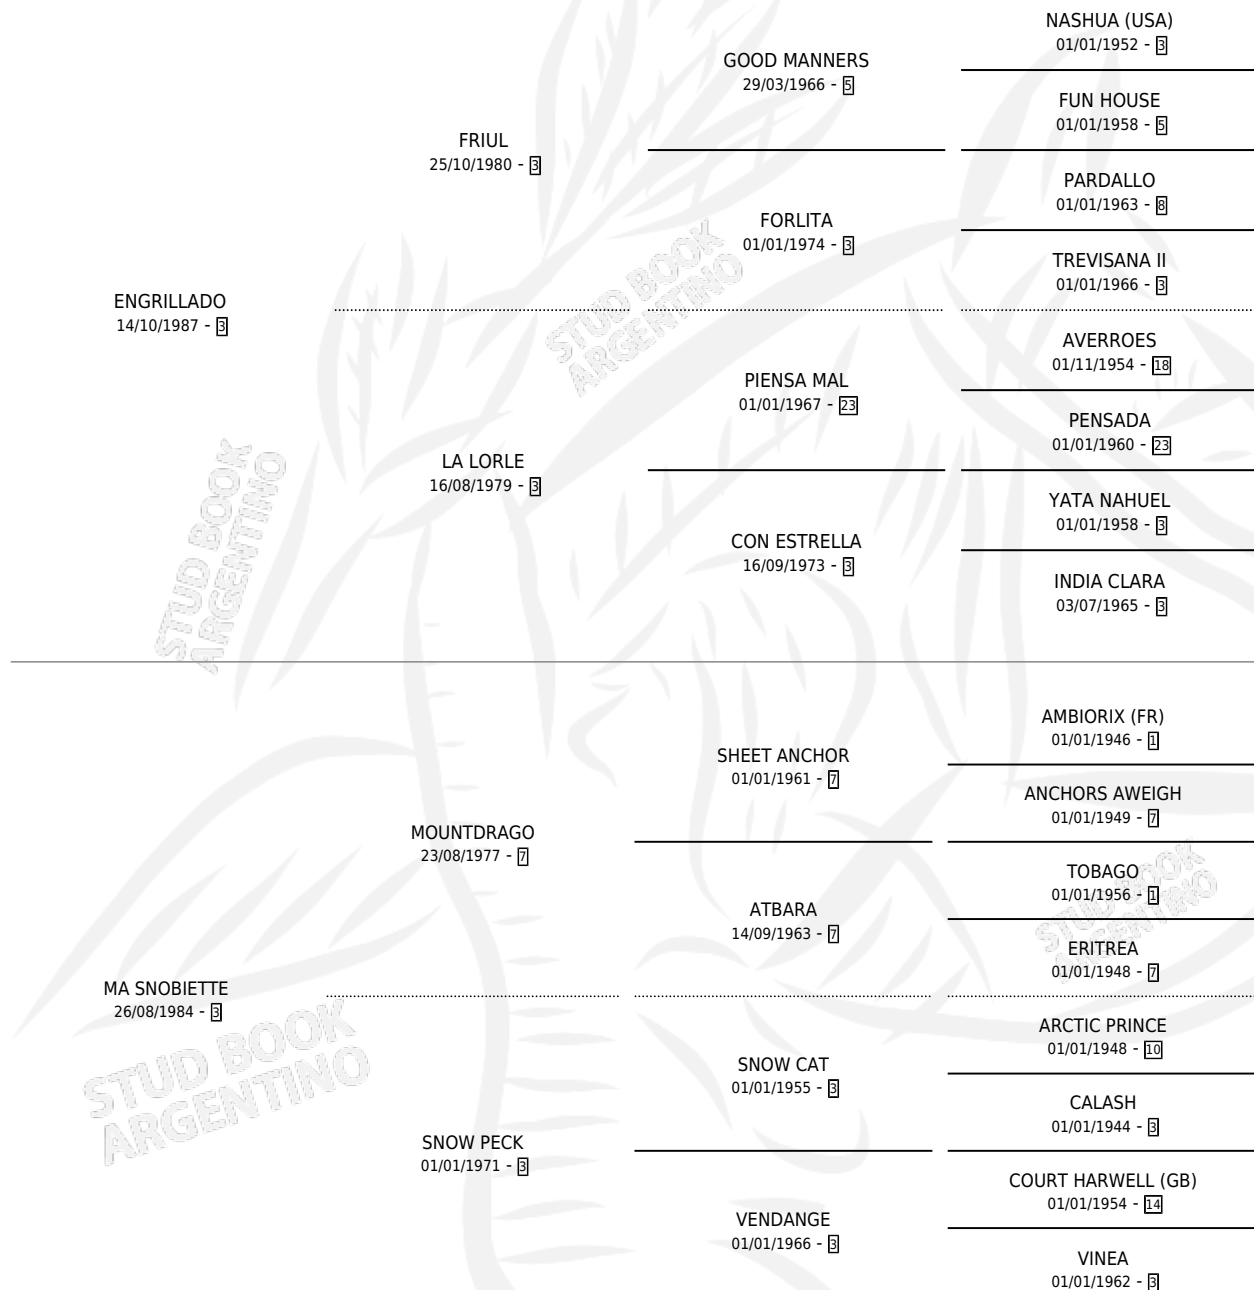 NASHUA (USA)
01/01/1952 - 3
GOOD MANNERS
29/03/1966 - 5
FUN HOUSE
01/01/1958 - 5
FRIUL
25/10/1980 - 3
PARDALLO
01/01/1963 - 8
FORLITA
01/01/1974 - 3
TREVISANA II
01/01/1966 - 3
ENGRILLADO
14/10/1987 - 3
STUD BOOK
ARGENTINO
AVERROES
01/11/1954 - 18
PIENSA MAL
01/01/1967 - 23
PENSADA
01/01/1960 - 23
LA LORLE
16/08/1979 - 3
YATA NAHUEL
01/01/1958 - 3
CON ESTRELLA
16/09/1973 - 3
INDIA CLARA
03/07/1965 - 3
STUD BOOK
ARGENTINO
AMBIORIX (FR)
01/01/1946 - 1
SHEET ANCHOR
01/01/1961 - 7
ANCHORS AWEIGH
01/01/1949 - 7
MOUNTDRAGO
23/08/1977 - 7
TOBAGO
01/01/1956 - 1
ATBARA
14/09/1963 - 7
ERITREA
01/01/1948 - 7
STUD BOOK
ARGENTINO
MA SNOBIETTE
26/08/1984 - 3
ARCTIC PRINCE
01/01/1948 - 10
SNOW CAT
01/01/1955 - 3
CALASH
01/01/1944 - 3
STUD BOOK
ARGENTINO
SNOW PECK
01/01/1971 - 3
COURT HARWELL (GB)
01/01/1954 - 14
VENDANGE
01/01/1966 - 3
VINEA
01/01/1962 - 3